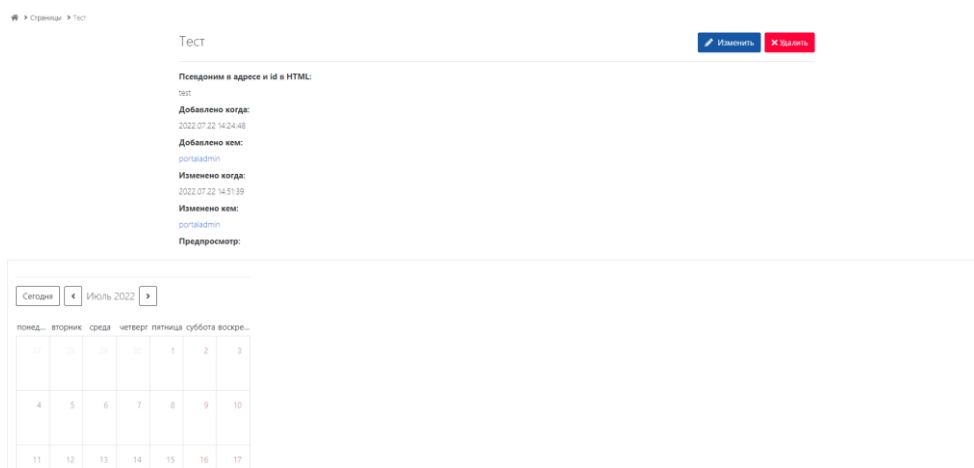 Страницы > Тест
Тест
Изменить
Удалить
Псевдоним в адресе и id в HTML:
test
Добавлено когда:
2022.07.22 14:24:48
Добавлено кем:
portaladmin
Изменено когда:
2022.07.22 14:51:39
Изменено кем:
portaladmin
Предпросмотр:
Сегодня
Июль 2022
понед... вторник среда четверг пятница суббота воскре...
27 28 29 30 1 2 3
4 5 6 7 8 9 10
11 12 13 14 15 16 17